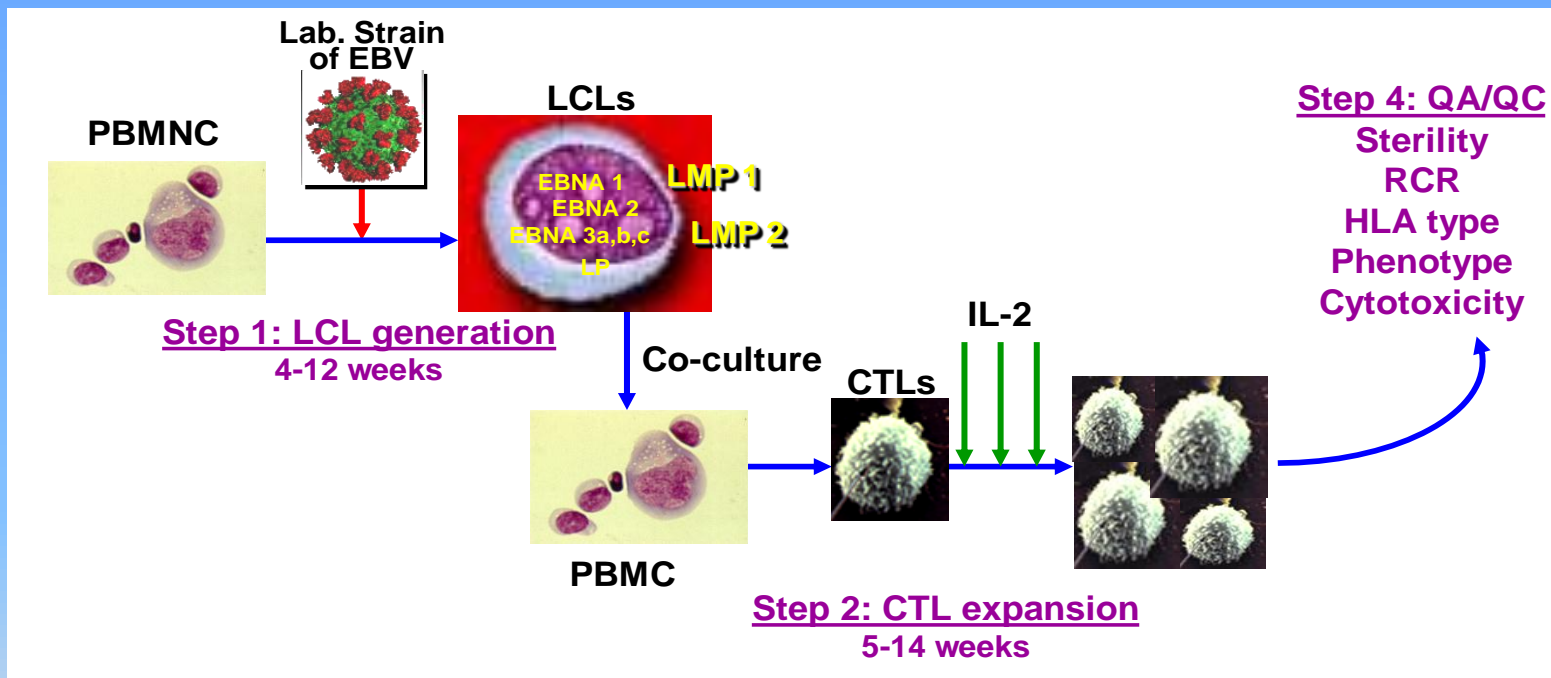 Lab. Strain
of EBV
PBMNC
LCLs
EBNA 1
EBNA 2
EBNA 3a,b,c
LP
LMP 1
LMP 2
Step 1: LCL generation
4-12 weeks
Co-culture
PBMC
CTLs
IL-2
Step 2: CTL expansion
5-14 weeks
Step 4: QA/QC
Sterility
RCR
HLA type
Phenotype
Cytotoxicity